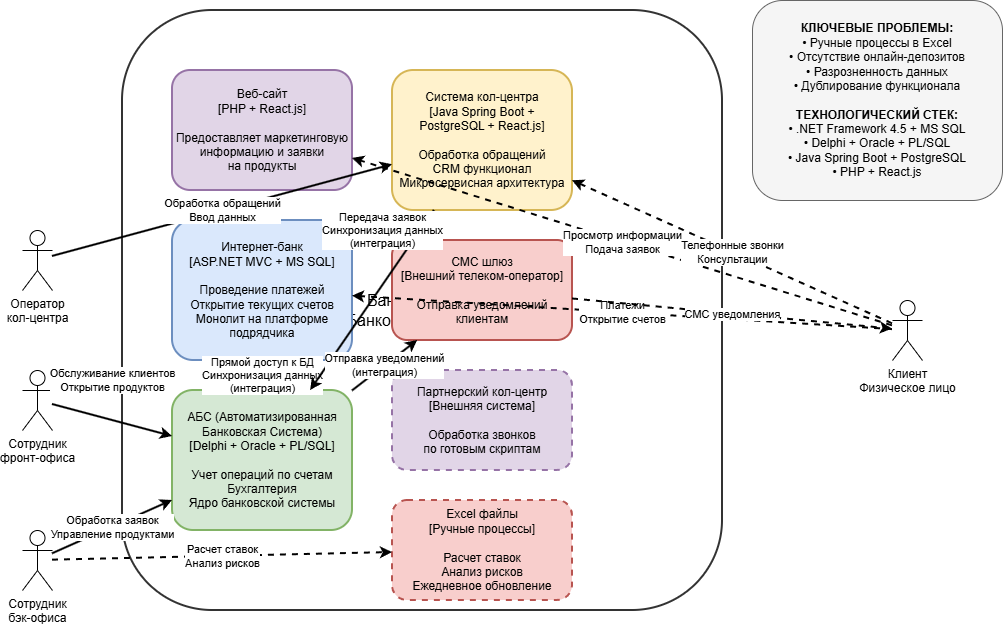 КЛЮЧЕВЫЕ ПРОБЛЕМЫ:
• Ручные процессы в Excel
• Отсутствие онлайн-депозитов
• Разрозненность данных
• Дублирование функционала
ТЕХНОЛОГИЧЕСКИЙ СТЕК:
• .NET Framework 4.5 + MS SQL
• Delphi + Oracle + PL/SQL
• Java Spring Boot + PostgreSQL
• PHP + React.js
Веб-сайт
[PHP + React.js]
Предоставляет маркетинговую
информацию и заявки
на продукты
Система кол-центра
[Java Spring Boot +
PostgreSQL + React.js]
Обработка обращений
CRM функционал
Микросервисная архитектура
Обработка обращений
Ввод данных
Передача заявок
Синхронизация данных
(интеграция)
Просмотр информации
Подача заявок
Телефонные звонки
Консультации
Оператор
кол-центра
Интернет-банк
[ASP.NET MVC + MS SQL]
Проведение платежей
Открытие текущих счетов
Монолит на платформе
подрядчика
СМС шлюз
[Внешний телеком-оператор]
Отправка уведомлений
клиентам
Платежи
Открытие счетов
СМС уведомления
Клиент
Физическое лицо
Прямой доступ к БД
Синхронизация данных
(интеграция)
Отправка уведомлений
(интеграция)
Обслуживание клиентов
Открытие продуктов
Сотрудник
фронт-офиса
АБС (Автоматизированная
Банковская Система)
[Delphi + Oracle + PL/SQL]
Учет операций по счетам
Бухгалтерия
Ядро банковской системы
Партнерский кол-центр
[Внешняя система]
Обработка звонков
по готовым скриптам
Обработка заявок
Управление продуктами
Расчет ставок
Анализ рисков
Сотрудник
бэк-офиса
Excel файлы
[Ручные процессы]
Расчет ставок
Анализ рисков
Ежедневное обновление